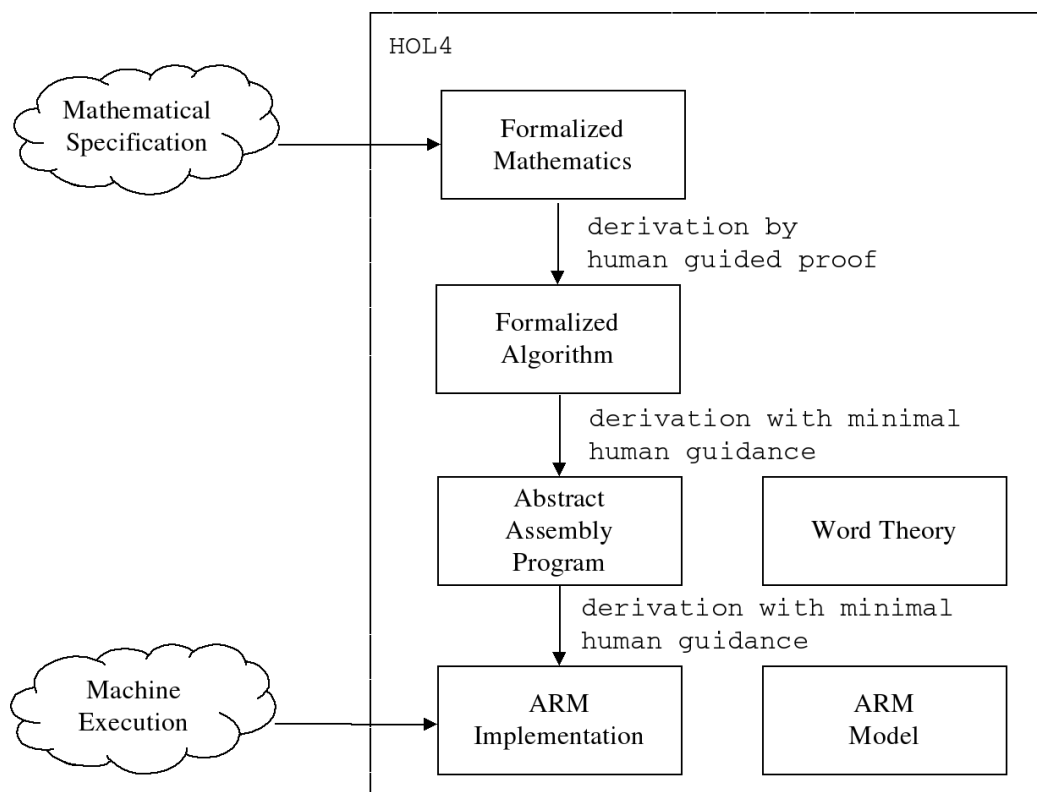 HOL4
Mathematical
Specification
Formalized
Mathematics
derivation by
human guided proof
Formalized
Algorithm
derivation with minimal
human guidance
Abstract
Assembly
Program
Word Theory
derivation with minimal
human guidance
Machine
Execution
ARM
Implementation
ARM
Model